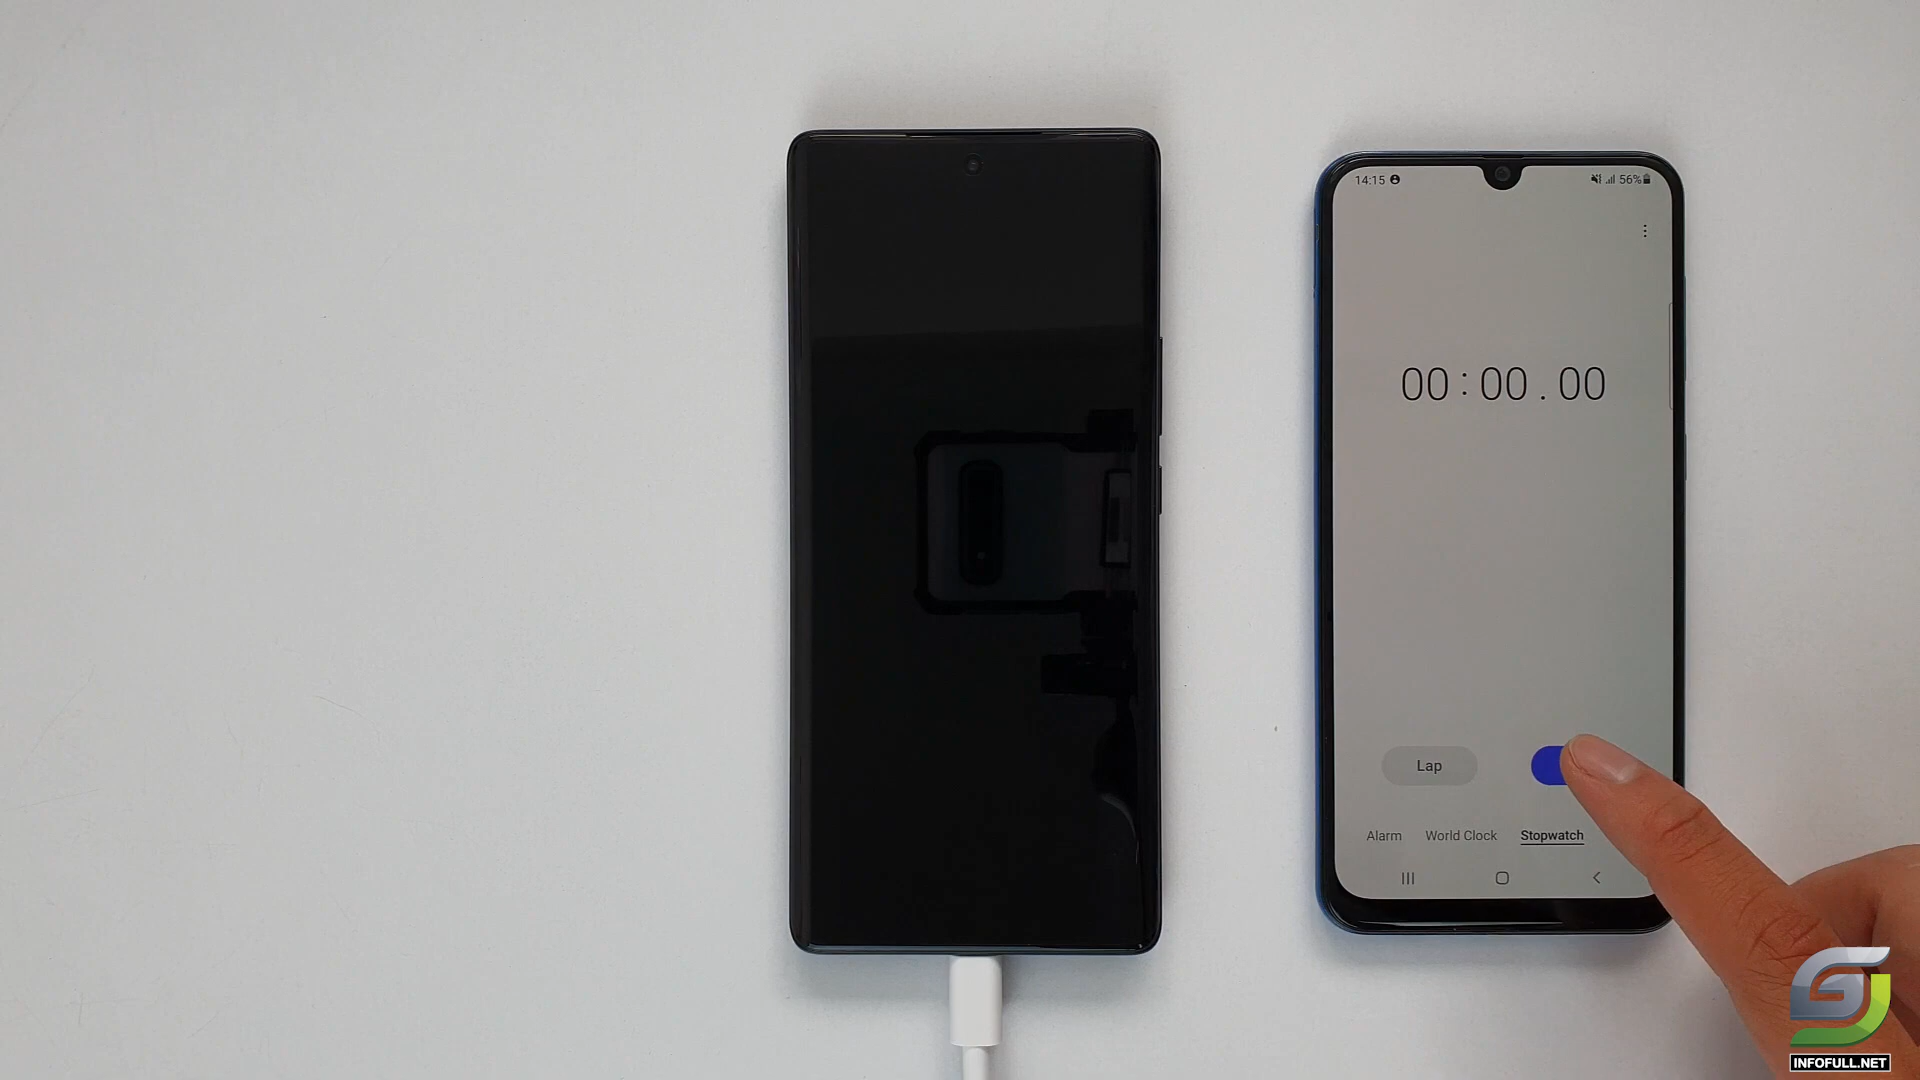 14:15 56%
00:00.00
Lap
Alarm World Clock Stopwatch
INFOFULL.NET